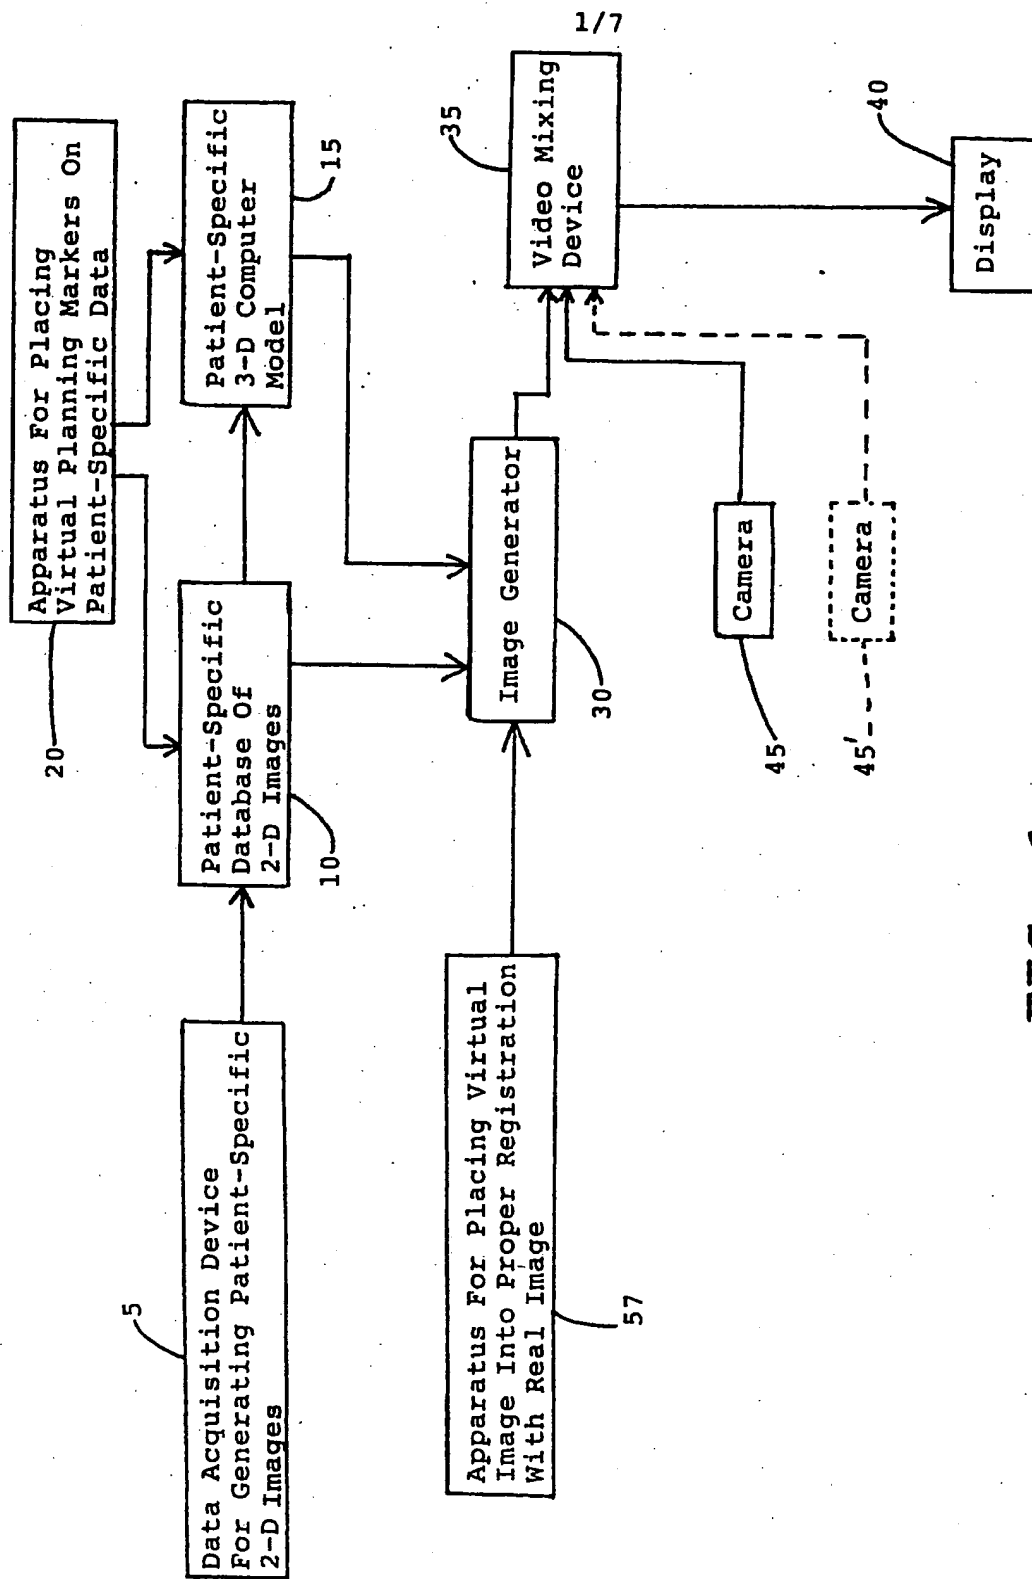 1/7
Apparatus For Placing
Virtual Planning Markers On
Patient-Specific Data
20
Data Acquisition Device
For Generating Patient-Specific
2-D Images
5
Patient-Specific
Database Of
2-D Images
10
Patient-Specific
3-D Computer
Model
15
Apparatus For Placing Virtual
Image Into Proper Registration
With Real Image
57
Image Generator
30
Video Mixing
Device
35
Camera
45
Camera
45'
Display
40